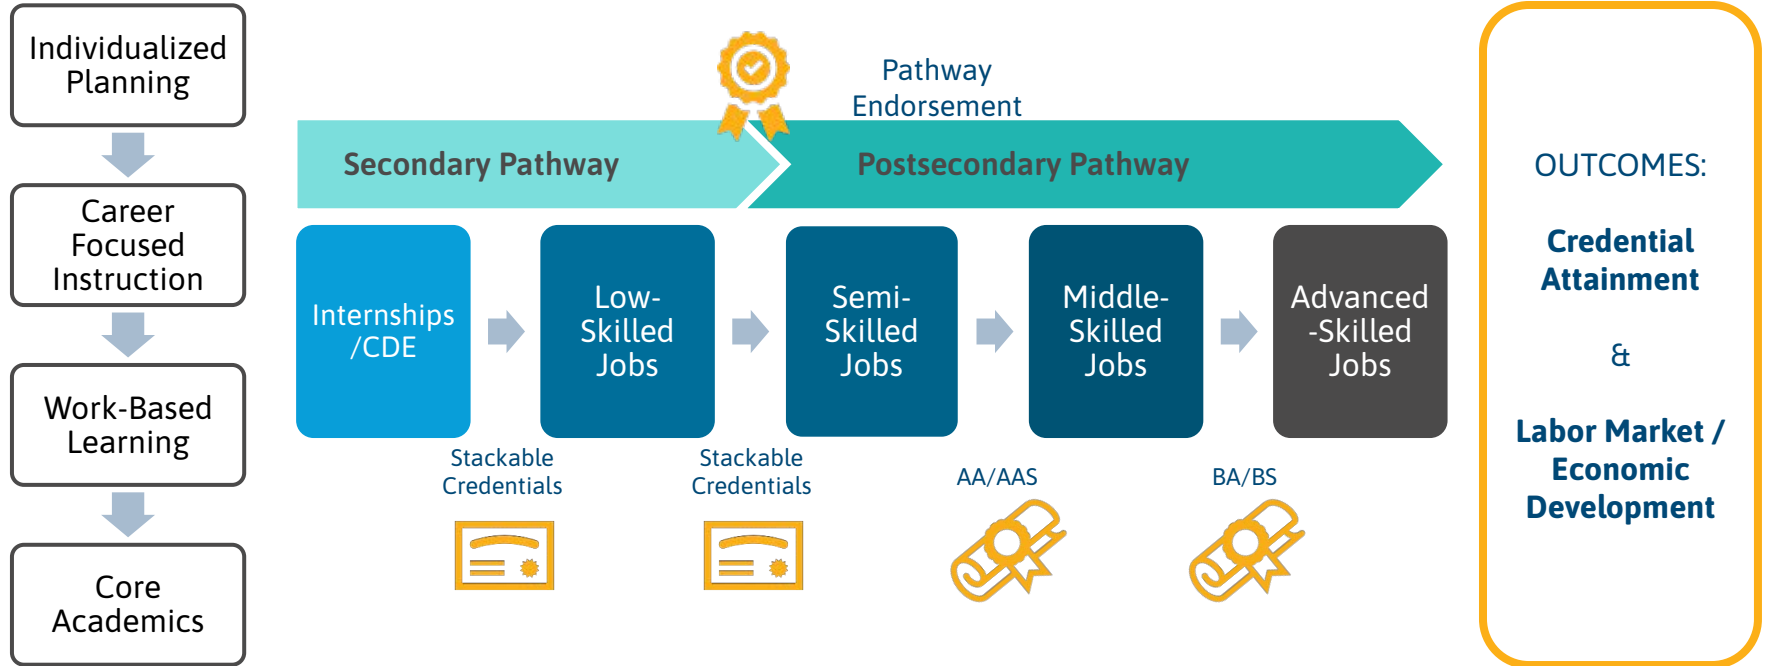 Individualized
Planning
Career
Focused
Instruction
Work-Based
Learning
Core
Academics
Pathway
Endorsement
Secondary Pathway
Postsecondary Pathway
Internships
/CDE
Low-
Skilled
Jobs
Semi-
Skilled
Jobs
Middle-
Skilled
Jobs
Advanced
-Skilled
Jobs
Stackable
Credentials
Stackable
Credentials
AA/AAS
BA/BS
OUTCOMES:
Credential
Attainment
&
Labor Market /
Economic
Development